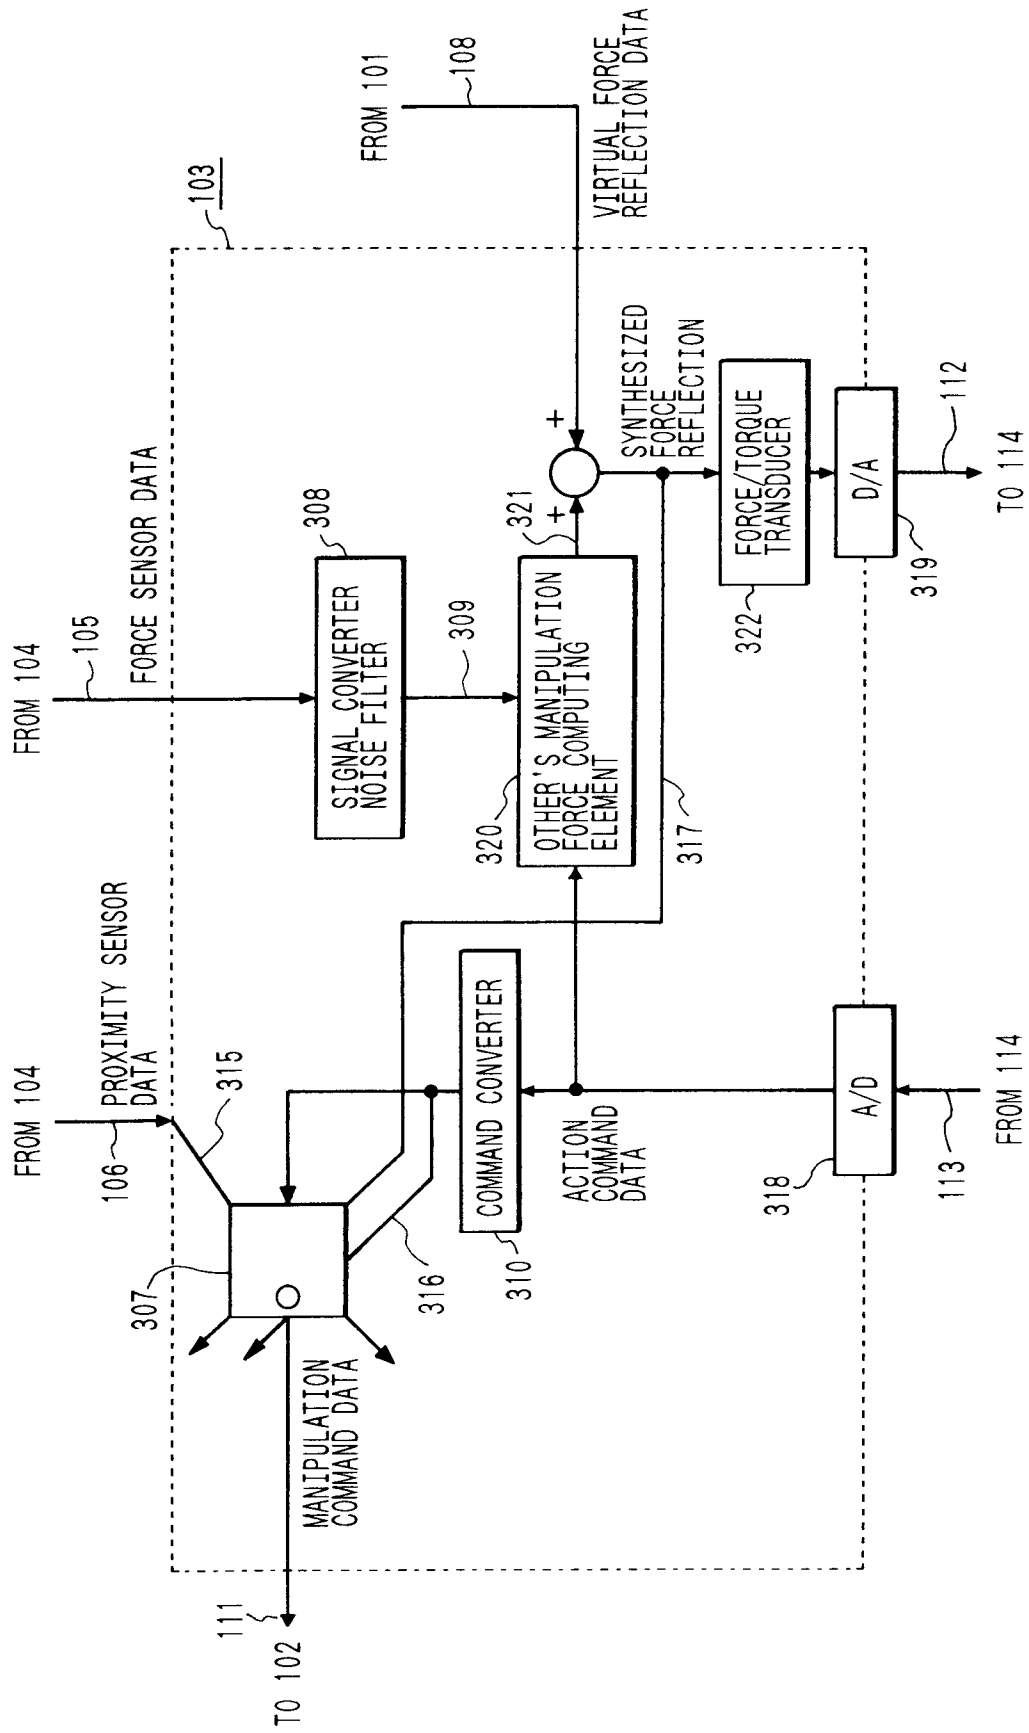 FROM 104
106
PROXIMITY SENSOR
DATA
FROM 104
105
FORCE SENSOR DATA
103
FROM 101
108
VIRTUAL FORCE
REFLECTION DATA
111
TO 102
MANIPULATION
COMMAND DATA
307
315
316
310
COMMAND CONVERTER
ACTION
COMMAND
DATA
308
SIGNAL CONVERTER
NOISE FILTER
309
320
OTHER'S MANIPULATION
FORCE COMPUTING
ELEMENT
321
+
+
SYNTHESIZED
FORCE
REFLECTION
317
322
FORCE/TORQUE
TRANSDUCER
318
A/D
319
D/A
113
FROM 114
112
TO 114